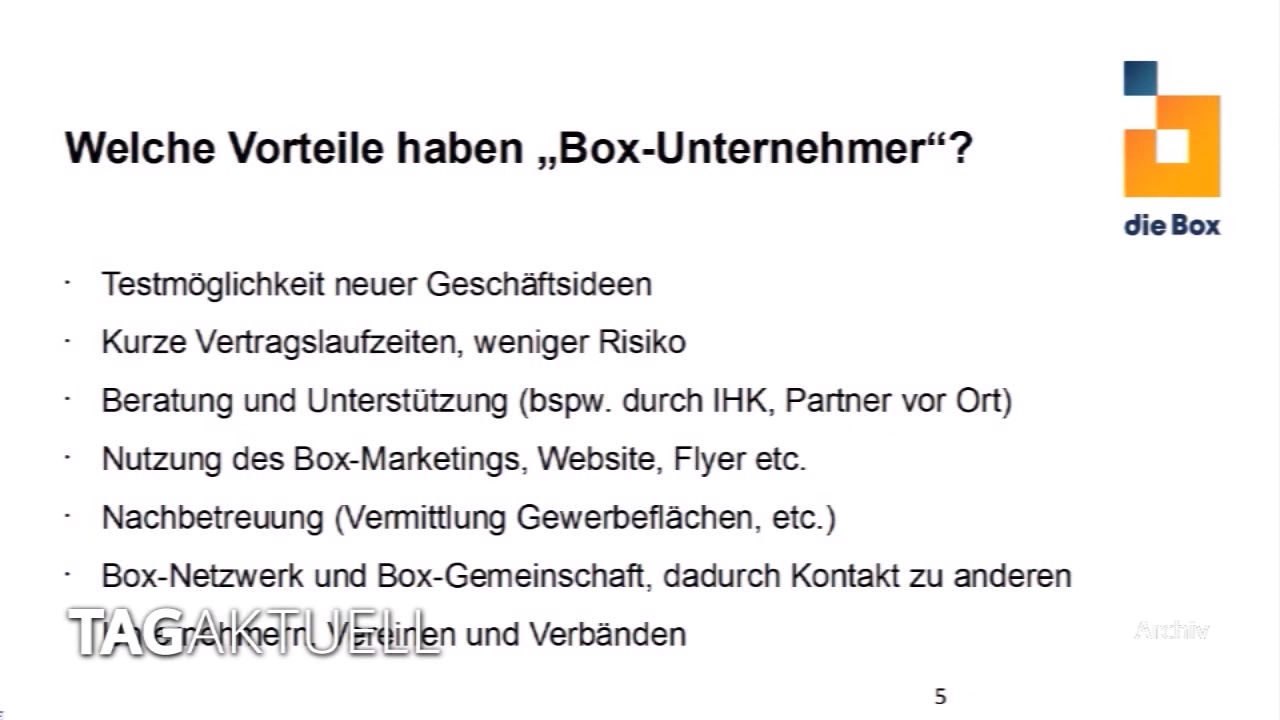 Welche Vorteile haben „Box-Unternehmer“?
die Box
· Testmöglichkeit neuer Geschäftsideen
· Kurze Vertragslaufzeiten, weniger Risiko
· Beratung und Unterstützung (bspw. durch IHK, Partner vor Ort)
· Nutzung des Box-Marketings, Website, Flyer etc.
· Nachbetreuung (Vermittlung Gewerbeflächen, etc.)
· Box-Netzwerk und Box-Gemeinschaft, dadurch Kontakt zu anderen
Unternehmern, Vereinen und Verbänden
TAGAKTUELL
Archiv
5